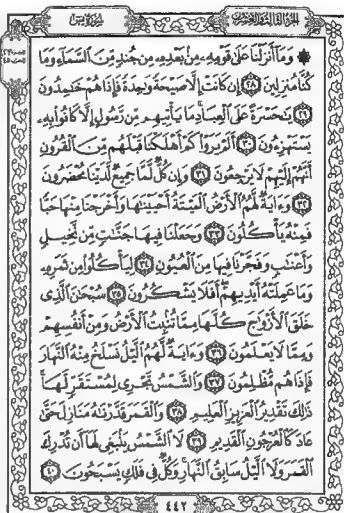 الجزء الثالث والعشرون سورة يس
۞ وَمَا أَنزَلْنَا عَلَىٰ قَوْمِهِۦ مِنۢ بَعْدِهِۦ مِن جُندٍ مِّنَ ٱلسَّمَآءِ وَمَا
كُنَّا مُنزِلِينَ ٢٨ إِن كَانَتْ إِلَّا صَيْحَةً وَٰحِدَةً فَإِذَا هُمْ خَٰمِدُونَ
٢٩ يَٰحَسْرَةً عَلَى ٱلْعِبَادِ ۚ مَا يَأْتِيهِم مِّن رَّسُولٍ إِلَّا كَانُوا۟ بِهِۦ
يَسْتَهْزِءُونَ ٣٠ أَلَمْ يَرَوْا۟ كَمْ أَهْلَكْنَا قَبْلَهُم مِّنَ ٱلْقُرُونِ
أَنَّهُمْ إِلَيْهِمْ لَا يَرْجِعُونَ ٣١ وَإِن كُلٌّ لَّمَّا جَمِيعٌ لَّدَيْنَا مُحْضَرُونَ
٣٢ وَءَايَةٌ لَّهُمُ ٱلْأَرْضُ ٱلْمَيْتَةُ أَحْيَيْنَٰهَا وَأَخْرَجْنَا مِنْهَا حَبًّا
فَمِنْهُ يَأْكُلُونَ ٣٣ وَجَعَلْنَا فِيهَا جَنَّٰتٍ مِّن نَّخِيلٍ
وَأَعْنَٰبٍ وَفَجَّرْنَا فِيهَا مِنَ ٱلْعُيُونِ ٣٤ لِيَأْكُلُوا۟ مِن ثَمَرِهِۦ
وَمَا عَمِلَتْهُ أَيْدِيهِمْ ۖ أَفَلَا يَشْكُرُونَ ٣٥ سُبْحَٰنَ ٱلَّذِى
خَلَقَ ٱلْأَزْوَٰجَ كُلَّهَا مِمَّا تُنۢبِتُ ٱلْأَرْضُ وَمِنْ أَنفُسِهِمْ
وَمِمَّا لَا يَعْلَمُونَ ٣٦ وَءَايَةٌ لَّهُمُ ٱلَّيْلُ نَسْلَخُ مِنْهُ ٱلنَّهَارَ
فَإِذَا هُم مُّظْلِمُونَ ٣٧ وَٱلشَّمْسُ تَجْرِى لِمُسْتَقَرٍّ لَّهَا ۚ
ذَٰلِكَ تَقْدِيرُ ٱلْعَزِيزِ ٱلْعَلِيمِ ٣٨ وَٱلْقَمَرَ قَدَّرْنَٰهُ مَنَازِلَ حَتَّىٰ
عَادَ كَٱلْعُرْجُونِ ٱلْقَدِيمِ ٣٩ لَا ٱلشَّمْسُ يَنۢبَغِى لَهَآ أَن تُدْرِكَ
ٱلْقَمَرَ وَلَا ٱلَّيْلُ سَابِقُ ٱلنَّهَارِ ۚ وَكُلٌّ فِى فَلَكٍ يَسْبَحُونَ ٤٠
٤٤٢